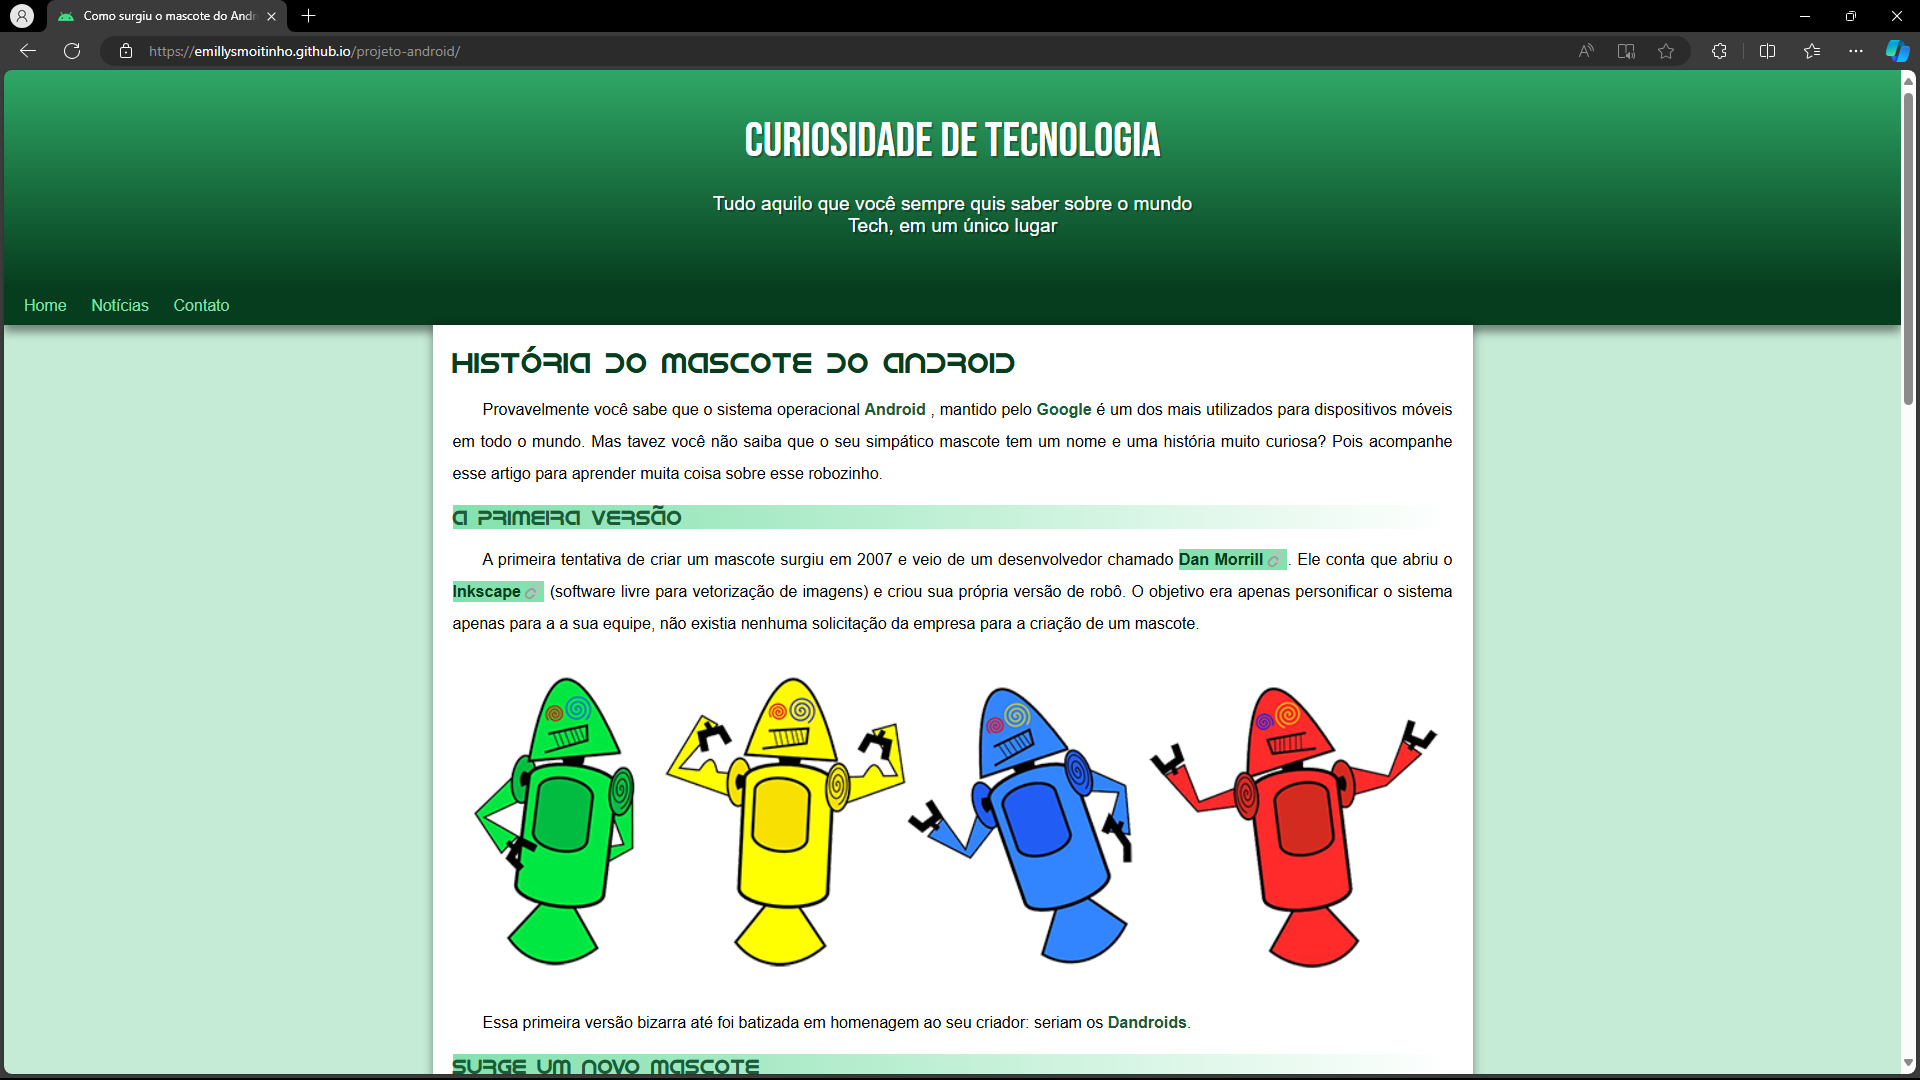 Como surgiu o mascote do Andr
https://emillysmoitinho.github.io/projeto-android/
CURIOSIDADE DE TECNOLOGIA
Tudo aquilo que você sempre quis saber sobre o mundo
Tech, em um único lugar
Home Notícias Contato
HISTÓRIA DO MASCOTE DO ANDROID
Provavelmente você sabe que o sistema operacional Android , mantido pelo Google é um dos mais utilizados para dispositivos móveis
em todo o mundo. Mas tavez você não saiba que o seu simpático mascote tem um nome e uma história muito curiosa? Pois acompanhe
esse artigo para aprender muita coisa sobre esse robozinho.
A PRIMEIRA VERSÃO
A primeira tentativa de criar um mascote surgiu em 2007 e veio de um desenvolvedor chamado Dan Morrill . Ele conta que abriu o
Inkscape (software livre para vetorização de imagens) e criou sua própria versão de robô. O objetivo era apenas personificar o sistema
apenas para a a sua equipe, não existia nenhuma solicitação da empresa para a criação de um mascote.
Essa primeira versão bizarra até foi batizada em homenagem ao seu criador: seriam os Dandroids.
SURGE UM NOVO MASCOTE